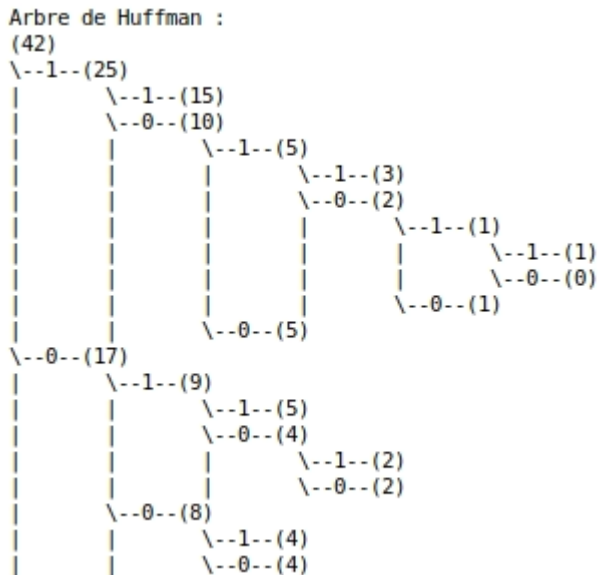 Arbre de Huffman :
(42)
\--1--(25)
|       \--1--(15)
|       \--0--(10)
|       |       \--1--(5)
|       |       |       \--1--(3)
|       |       |       \--0--(2)
|       |       |       |       \--1--(1)
|       |       |       |       |       \--1--(1)
|       |       |       |       |       \--0--(0)
|       |       |       |       \--0--(1)
|       |       \--0--(5)
\--0--(17)
|       \--1--(9)
|       |       \--1--(5)
|       |       \--0--(4)
|       |       |       \--1--(2)
|       |       |       \--0--(2)
|       \--0--(8)
|       |       \--1--(4)
|       |       \--0--(4)